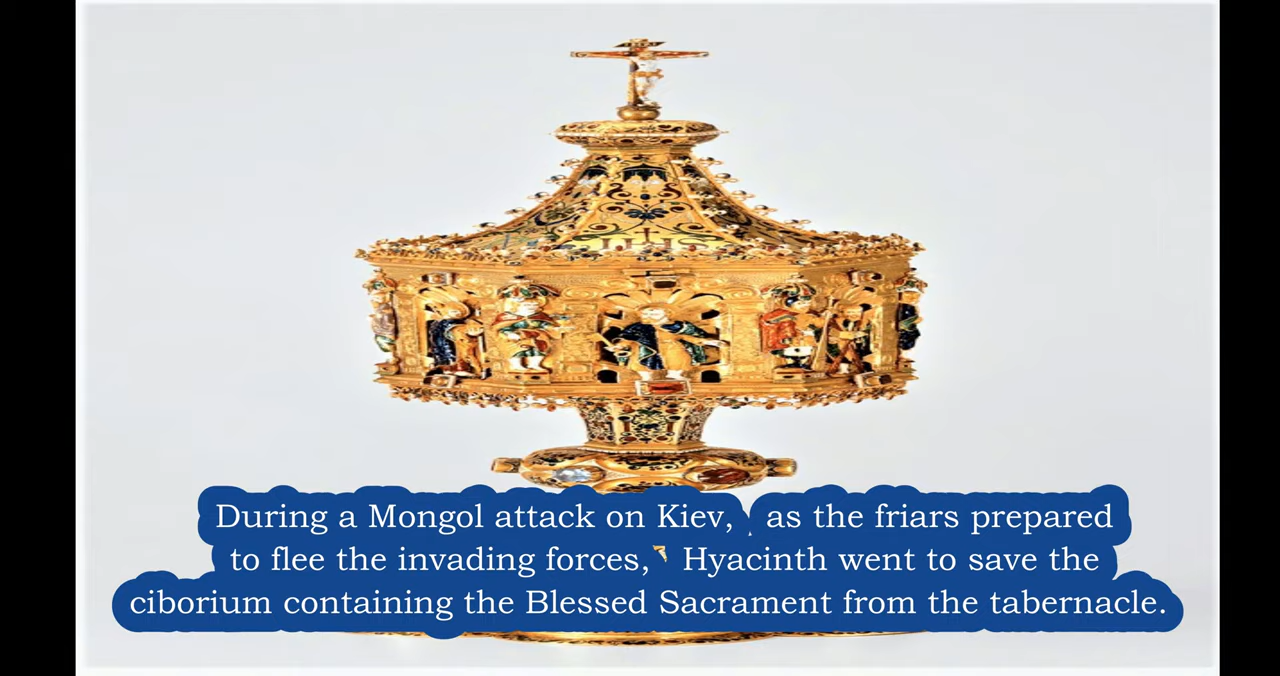 During a Mongol attack on Kiev, as the friars prepared
to flee the invading forces, Hyacinth went to save the
ciborium containing the Blessed Sacrament from the tabernacle.
IHS